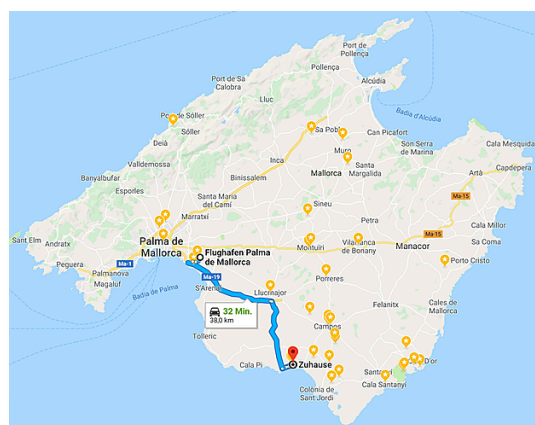 Port de
Pollença
Pollença
Port de Sa
Calobra
Alcúdia
Lluc
Badia d'Alcúdia
Port de Sóller
Sa Pobla
Can Picafort
Sóller
Cala Mesquida
Deià
Muro
Son Serra
de Marina
Inca
Valldemossa
Santa
Margalida
Capdepera
Mallorca
Artà
Banyalbufar
Binissalem
Esporles
Santa Maria
del Camí
Ma-15
Sineu
Marratxí
Petra
Cala Millor
Sant Elm
Andratx
Palma de
Mallorca
Ma-15
Sa Coma
Montuïri
Vilafranca
de Bonany
Manacor
Flughafen Palma
de Mallorca
Porto Cristo
Peguera
Ma-1
Palmanova
Porreres
Magaluf
Ma-19
Badia de Palma
S'Aren
Llucmajor
Cales de
Mallorca
Felanitx
32 Min.
38,0 km
Campos
Tolleric
Cala Pi
Zuhause
D'or
Santanyí
Cala Santanyí
Colònia de
Sant Jordi